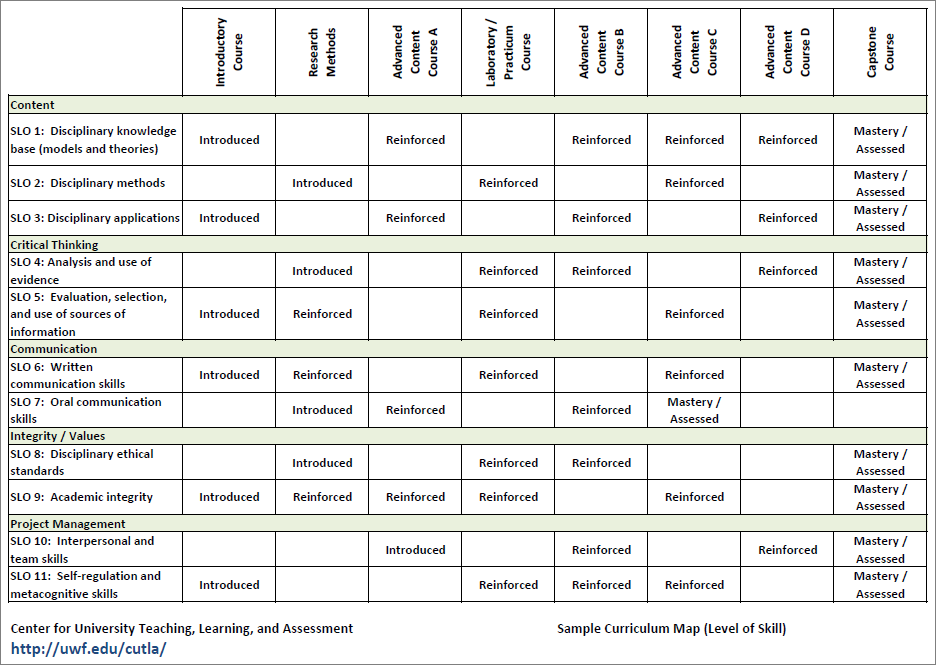 Introductory Course
Research Methods
Advanced Content Course A
Laboratory / Practicum Course
Advanced Content Course B
Advanced Content Course C
Advanced Content Course D
Capstone Course
Content
SLO 1:  Disciplinary knowledge base (models and theories) Introduced Reinforced Reinforced Reinforced Reinforced Mastery / Assessed
SLO 2:  Disciplinary methods Introduced Reinforced Reinforced Mastery / Assessed
SLO 3: Disciplinary applications Introduced Reinforced Reinforced Reinforced Mastery / Assessed
Critical Thinking
SLO 4: Analysis and use of evidence Introduced Reinforced Reinforced Reinforced Mastery / Assessed
SLO 5:  Evaluation, selection, and use of sources of information Introduced Reinforced Reinforced Reinforced Mastery / Assessed
Communication
SLO 6:  Written communication skills Introduced Reinforced Reinforced Reinforced Mastery / Assessed
SLO 7: Oral communication skills Introduced Reinforced Reinforced Mastery / Assessed
Integrity / Values
SLO 8:  Disciplinary ethical standards Introduced Reinforced Reinforced Mastery / Assessed
SLO 9:  Academic integrity Introduced Reinforced Reinforced Reinforced Reinforced Mastery / Assessed
Project Management
SLO 10:  Interpersonal and team skills Introduced Reinforced Reinforced Mastery / Assessed
SLO 11:  Self-regulation and metacognitive skills Introduced Reinforced Reinforced Reinforced Mastery / Assessed
Center for University Teaching, Learning, and Assessment Sample Curriculum Map (Level of Skill)
http://uwf.edu/cutla/